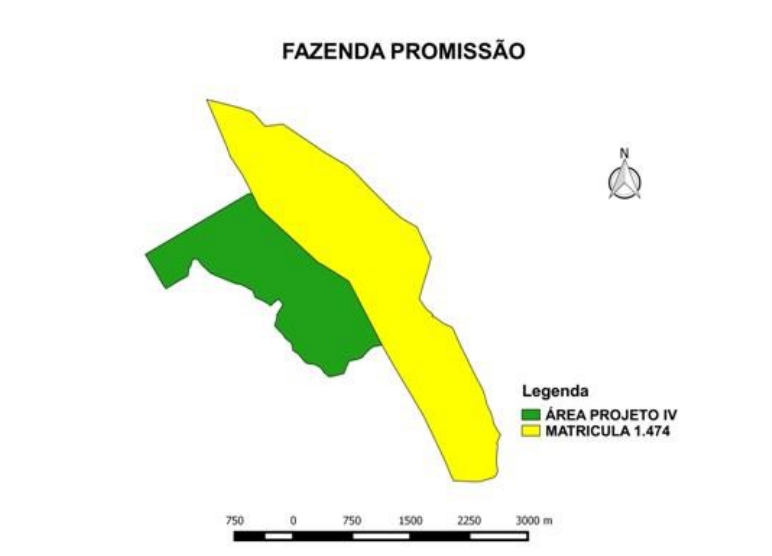 FAZENDA PROMISSÃO
N
Legenda
ÁREA PROJETO IV
MATRICULA 1.474
750 0 750 1500 2250 3000 m